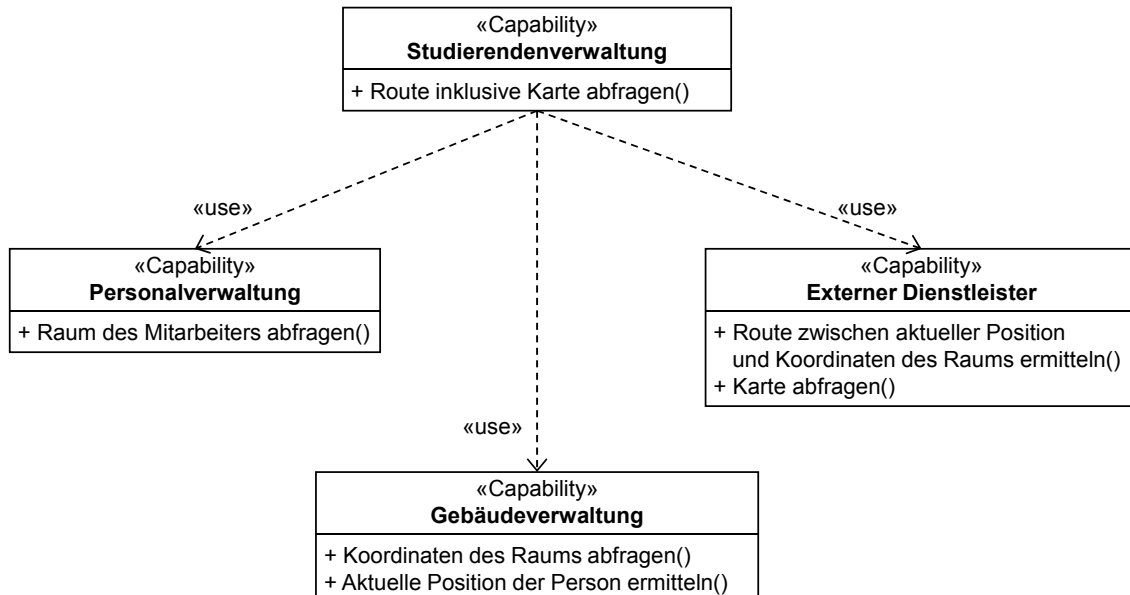 «Capability»
Studierendenverwaltung
+ Route inklusive Karte abfragen()
«use»
«use»
«Capability»
Personalverwaltung
+ Raum des Mitarbeiters abfragen()
«Capability»
Externer Dienstleister
+ Route zwischen aktueller Position
und Koordinaten des Raums ermitteln()
+ Karte abfragen()
«use»
«Capability»
Gebäudeverwaltung
+ Koordinaten des Raums abfragen()
+ Aktuelle Position der Person ermitteln()